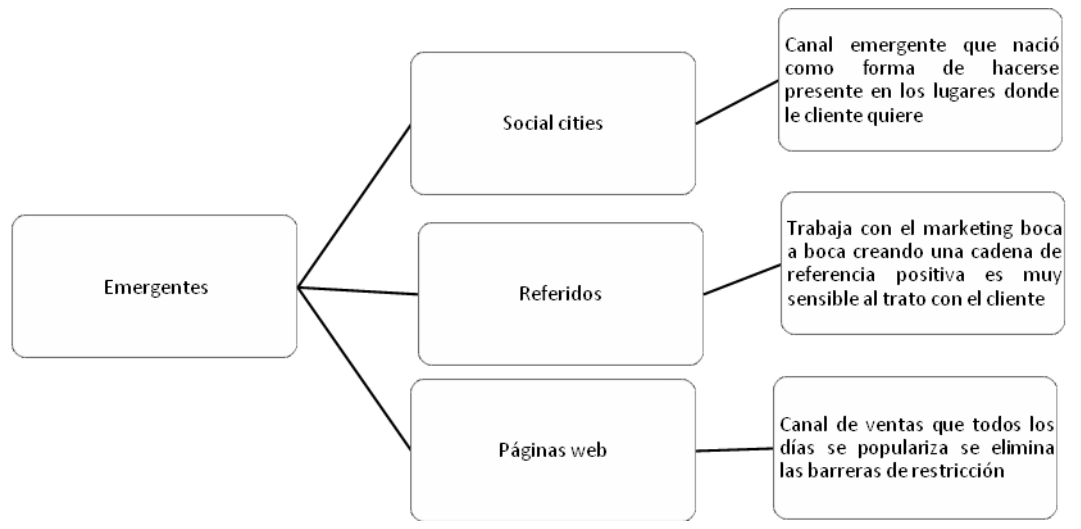 Emergentes
Social cities
Canal emergente que nació
como forma de hacerse
presente en los lugares donde
le cliente quiere
Referidos
Trabaja con el marketing boca
a boca creando una cadena de
referencia positiva es muy
sensible al trato con el cliente
Páginas web
Canal de ventas que todos los
días se populariza se elimina
las barreras de restricción